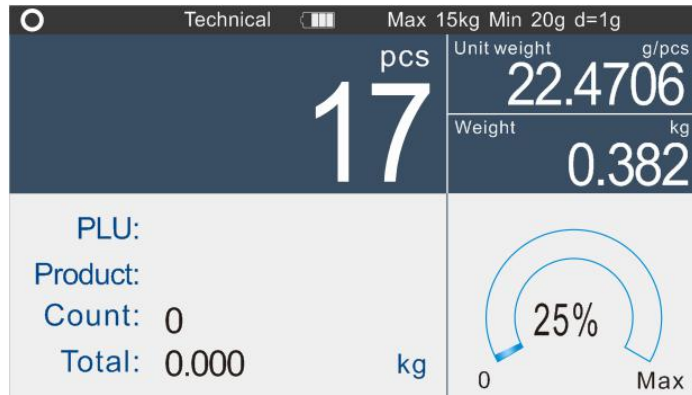 Technical Max 15kg Min 20g d=1g
pcs
17
Unit weight g/pcs
22.4706
Weight kg
0.382
PLU:
Product:
Count: 0
Total: 0.000 kg
25%
0 Max